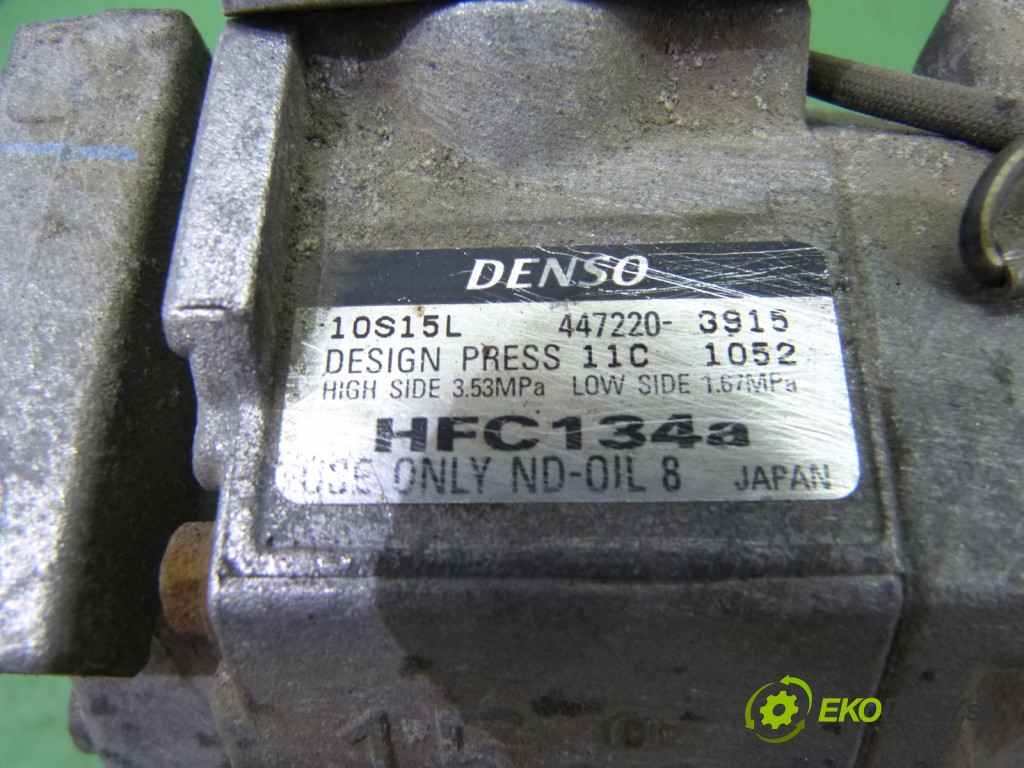 DENSO
10S15L 447220- 3915
DESIGN PRESS 11C 1052
HIGH SIDE 3.53MPa LOW SIDE 1.67MPa
HFC134a
USE ONLY ND-OIL 8 JAPAN
EKO